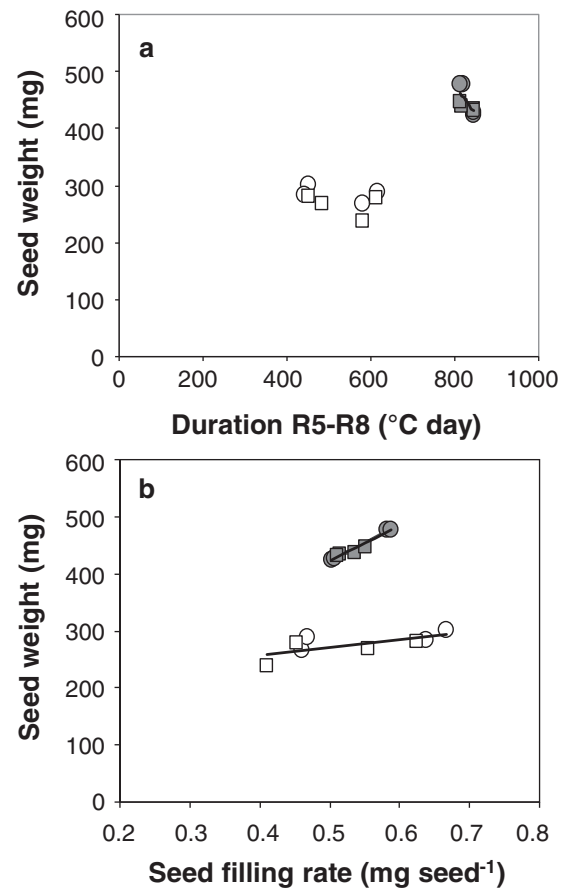 a
600
500
400
300
200
100
0
Seed weight (mg)
0 200 400 600 800 1000
Duration R5-R8 (°C day)
b
600
500
400
300
200
100
0
Seed weight (mg)
0.2 0.3 0.4 0.5 0.6 0.7 0.8
Seed filling rate (mg seed⁻¹)